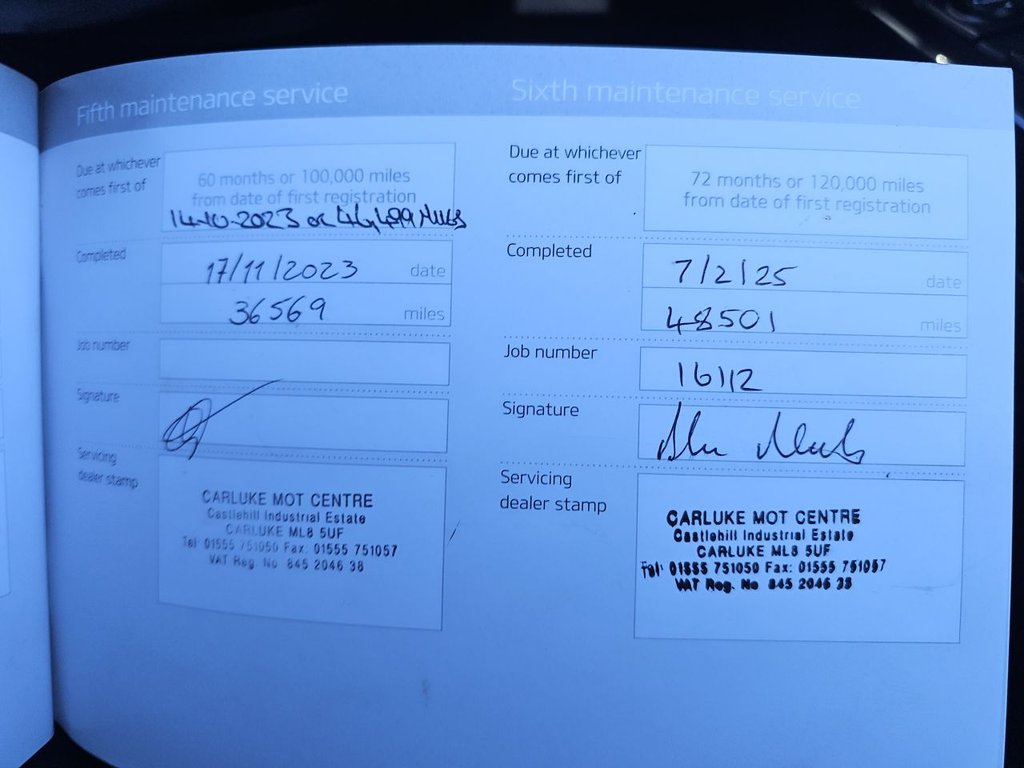 Fifth maintenance service
Due at whichever
comes first of
60 months or 100,000 miles
from date of first registration
14-10-2023 or 46,499 Miles
Completed
17/11/2023 date
36569 miles
Job number
Signature
Servicing
dealer stamp
CARLUKE MOT CENTRE
Castlehill Industrial Estate
CARLUKE ML8 5UF
Tel: 01555 751050 Fax: 01555 751057
VAT Reg. No 845 2046 38
Sixth maintenance service
Due at whichever
comes first of
72 months or 120,000 miles
from date of first registration
Completed
7/2/25 date
48501 miles
Job number
16112
Signature
Servicing
dealer stamp
CARLUKE MOT CENTRE
Castlehill Industrial Estate
CARLUKE ML8 5UF
Tel: 01555 751050 Fax: 01555 751057
VAT Reg. No 845 2046 38